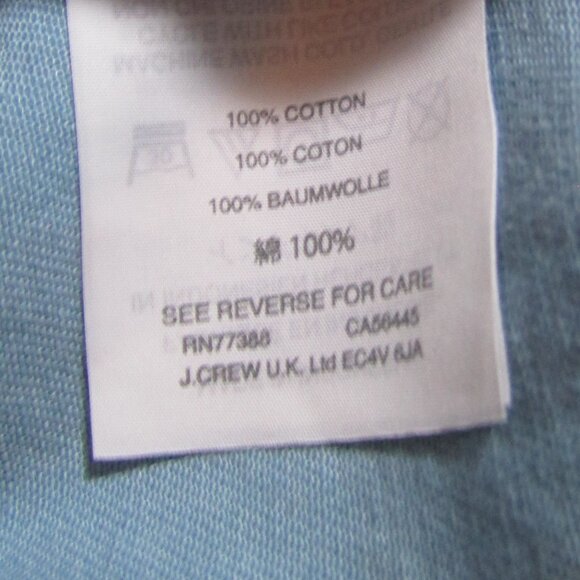 100% COTTON
100% COTON
100% BAUMWOLLE
綿 100%
SEE REVERSE FOR CARE
RN77388 CA56445
J.CREW U.K. Ltd EC4V 6JA